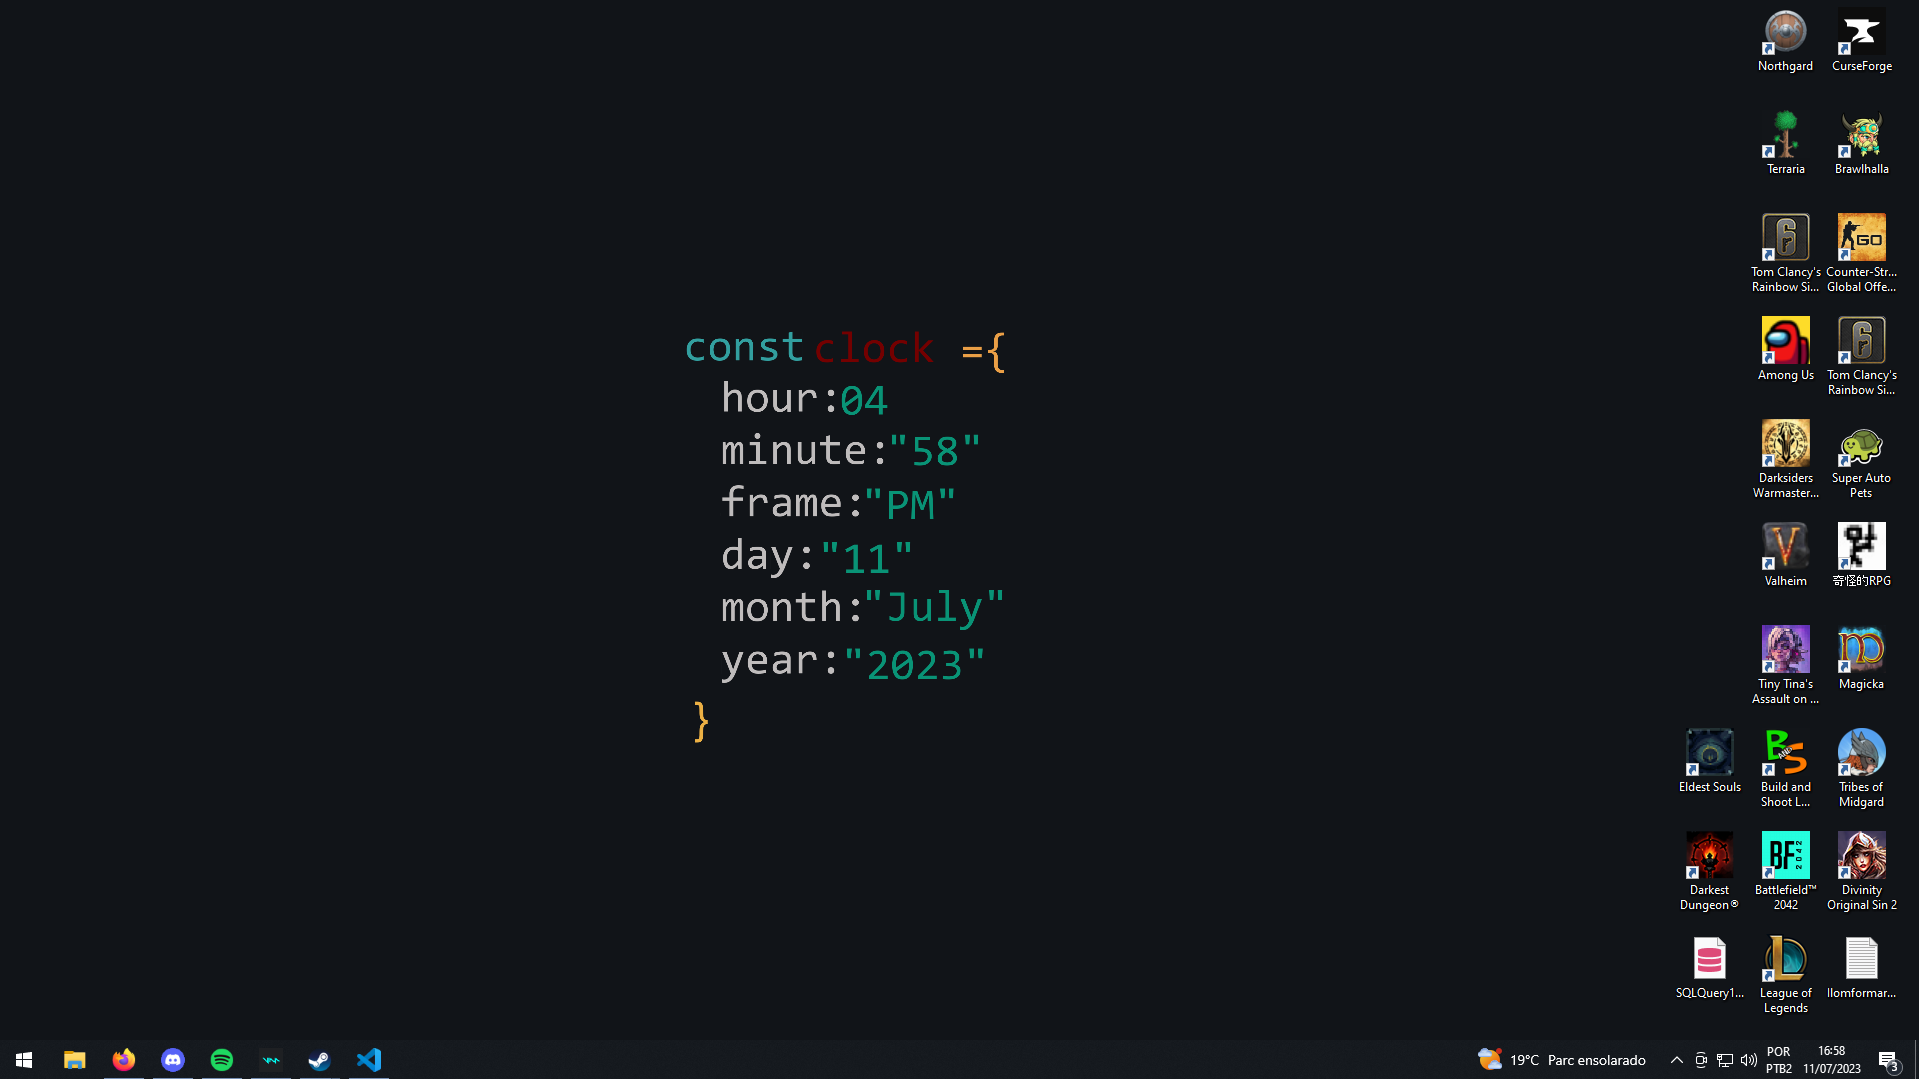 const clock ={
hour:04
minute:"58"
frame:"PM"
day:"11"
month:"July"
year:"2023"
}
Northgard
CurseForge
Terraria
Brawlhalla
GO
Tom Clancy's
Rainbow Si...
Counter-Str...
Global Offe...
Among Us
Tom Clancy's
Rainbow Si...
Darksiders
Warmaster...
Super Auto
Pets
Valheim
奇怪的RPG
Tiny Tina's
Assault on ...
Magicka
Eldest Souls
B AND S
Build and
Shoot L...
Tribes of
Midgard
Darkest
Dungeon®
BF 2042
Battlefield™
2042
Divinity
Original Sin 2
SQLQuery1...
League of
Legends
llomformar...
19°C Parc ensolarado
POR
PTB2
16:58
11/07/2023
3